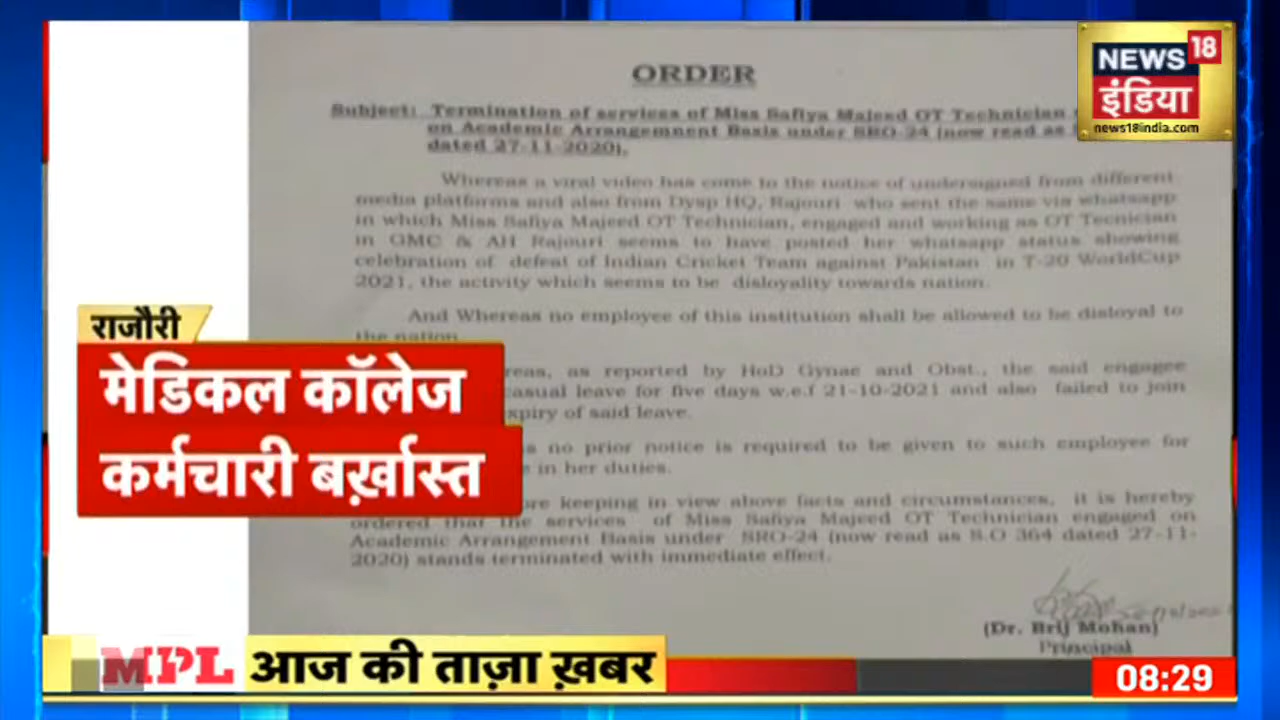 ORDER
Subject: Termination of services of Miss Safiya Majeed OT Technician
on Academic Arrangemnent Basis under SRO-24 (now read as
dated 27-11-2020).
Whereas a viral video has come to the notice of undersigned from different
media platforms and also from Dysp HQ, Rajouri who sent the same via whatsapp
in which Miss Safiya Majeed OT Technician, engaged and working as OT Tecnician
in GMC & AH Rajouri seems to have posted her whatsapp status showing
celebration of defeat of Indian Cricket Team against Pakistan in T-20 WorldCup
2021, the activity which seems to be disloyality towards nation.
And Whereas no employee of this institution shall be allowed to be disloyal to
the nation
as reported by HoD Gynae and Obst., the said engagee
casual leave for five days w.e.f 21-10-2021 and also failed to join
expiry of said leave.
no prior notice is required to be given to such employee for
in her duties.
keeping in view above facts and circumstances, it is hereby
ordered that the services of Miss Safiya Majeed OT Technician engaged on
Academic Arrangement Basis under SRO-24 (now read as S.O 364 dated 27-11-
2020) stands terminated with immediate effect.
(Dr. Brij Mohan)
Principal
NEWS 18
इंडिया
news18india.com
राजौरी
मेडिकल कॉलेज
कर्मचारी बर्ख़ास्त
MPL आज की ताज़ा ख़बर
08:29